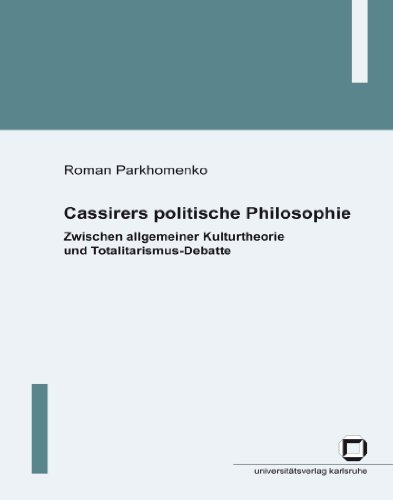 Roman Parkhomenko
Cassirers politische Philosophie
Zwischen allgemeiner Kulturtheorie
und Totalitarismus-Debatte
universitätsverlag karlsruhe